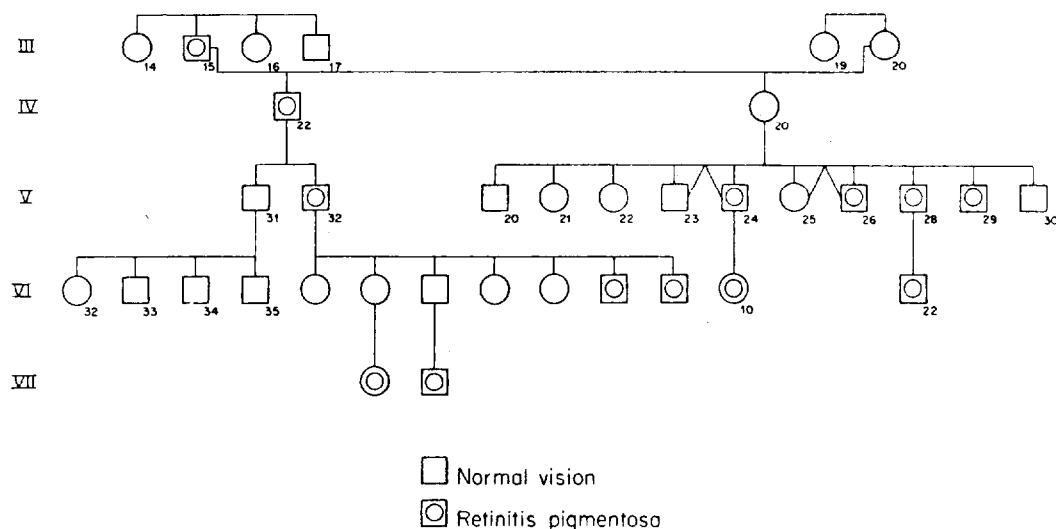 III
14 15 16 17 19 20
IV
22 20
V
31 32 20 21 22 23 24 25 26 28 29 30
VI
32 33 34 35 10 22
VII
Normal vision
Retinitis pigmentosa